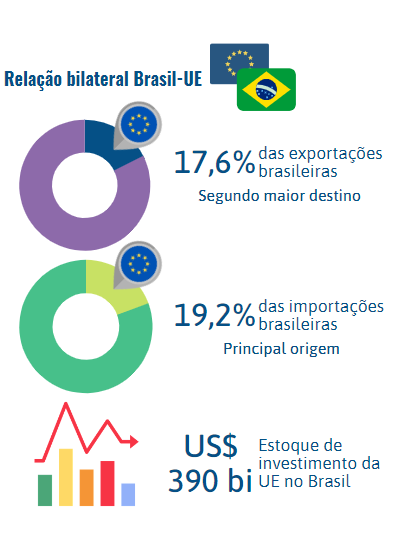 Relação bilateral Brasil-UE
17,6%
das exportações
brasileiras
Segundo maior destino
19,2%
das importações
brasileiras
Principal origem
US$
390 bi
Estoque de
investimento da
UE no Brasil